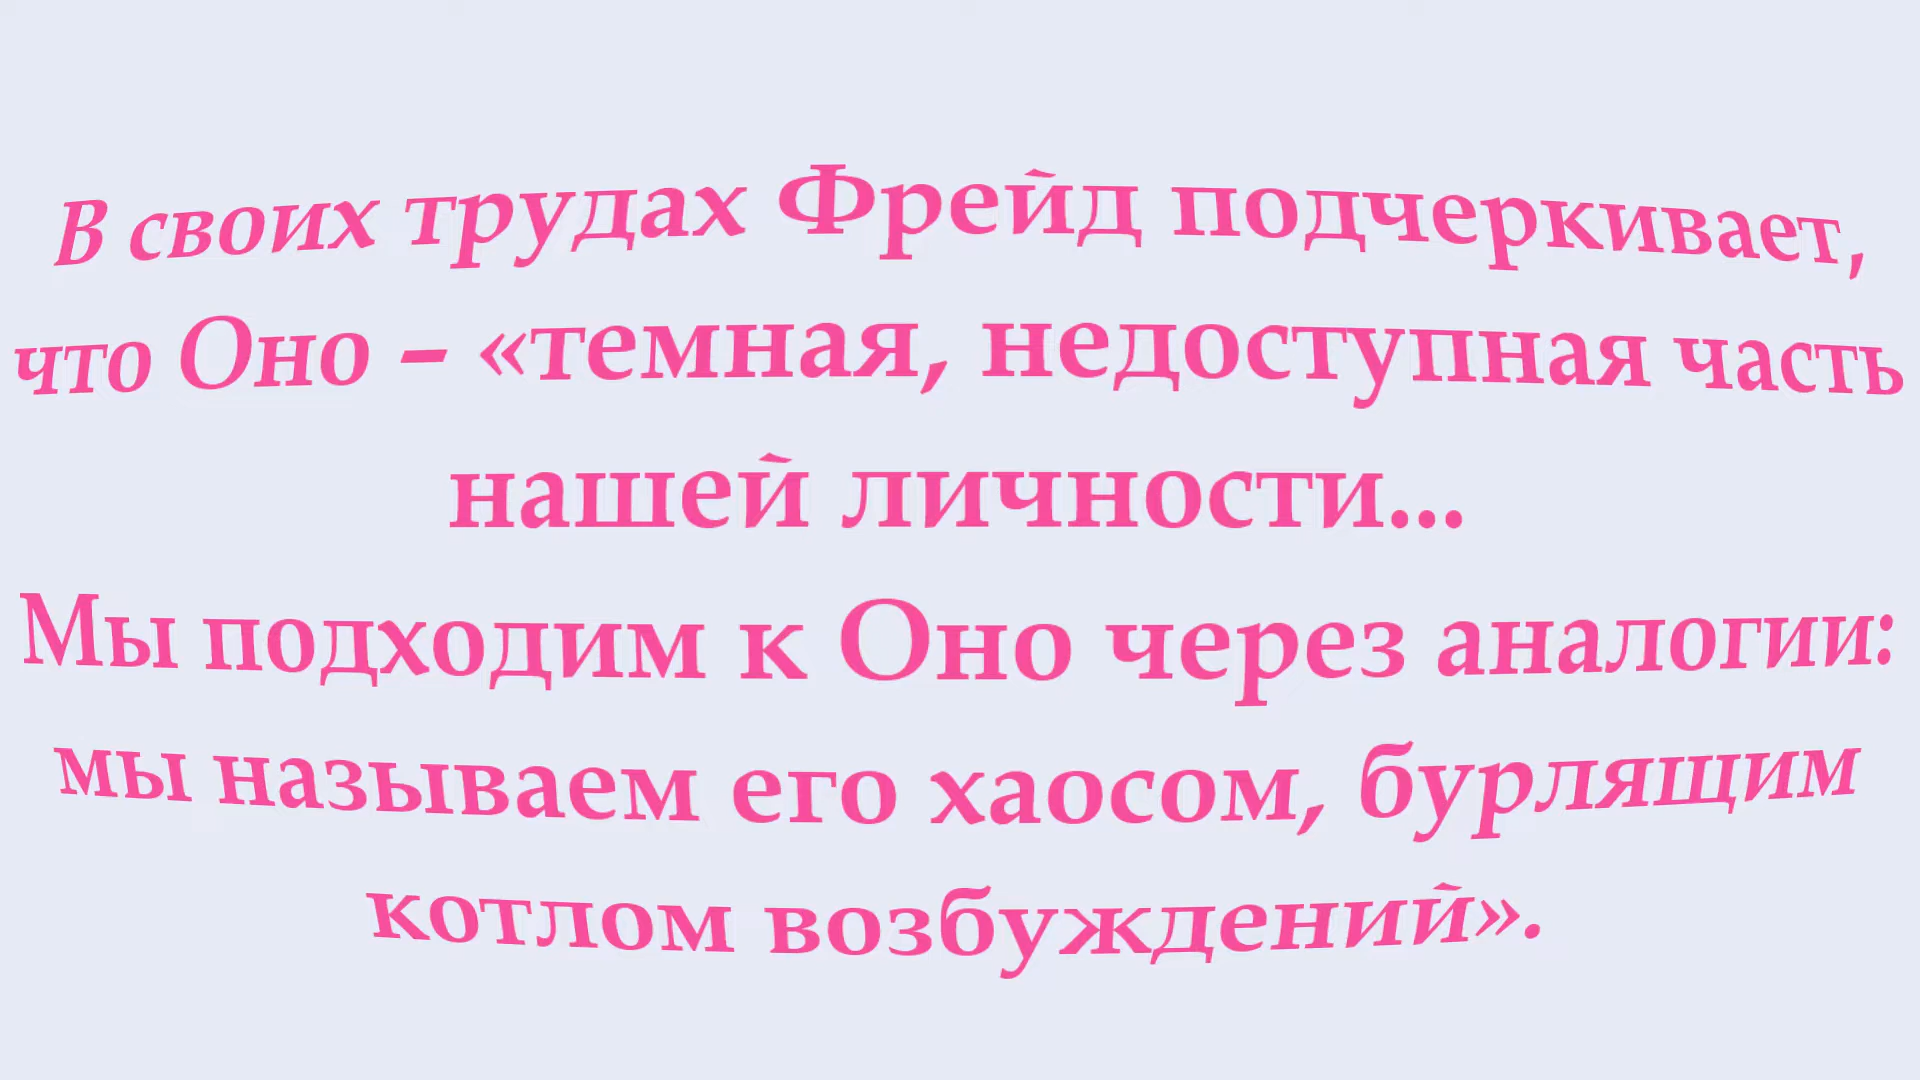 В своих трудах Фрейд подчеркивает,
что Оно – «темная, недоступная часть
нашей личности...
Мы подходим к Оно через аналогии:
мы называем его хаосом, бурлящим
котлом возбуждений».